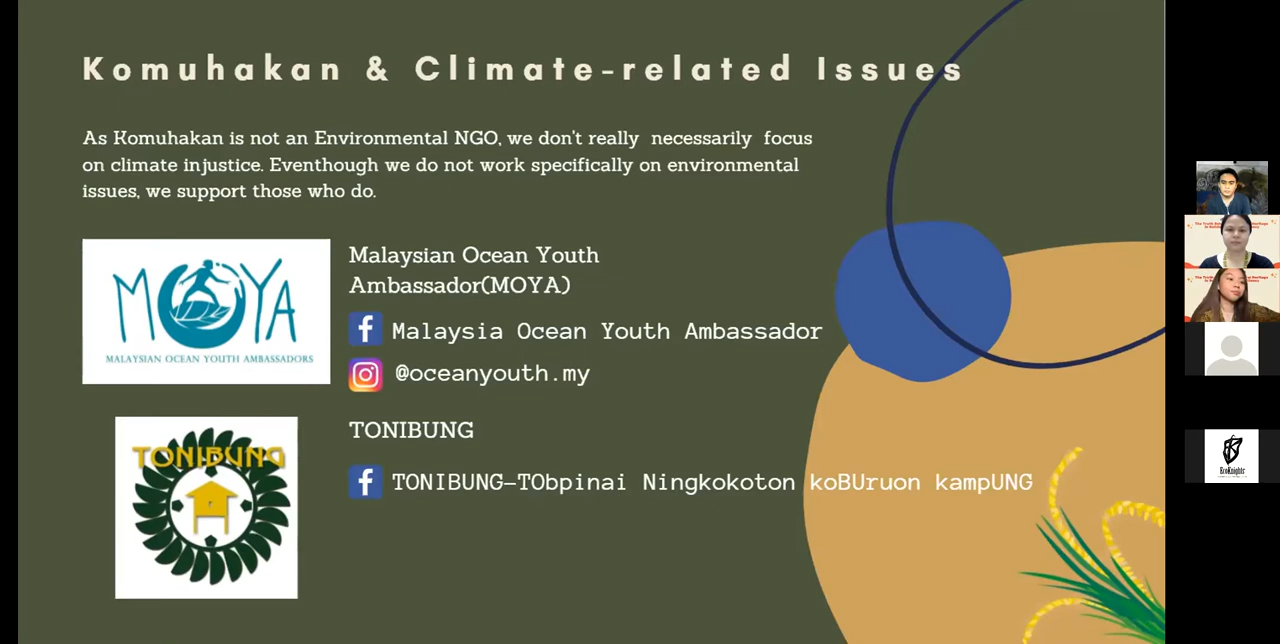 Komuhakan & Climate-related Issues
As Komuhakan is not an Environmental NGO, we don't really necessarily focus
on climate injustice. Eventhough we do not work specifically on environmental
issues, we support those who do.
MOYA
MALAYSIAN OCEAN YOUTH AMBASSADORS
Malaysian Ocean Youth
Ambassador(MOYA)
Malaysia Ocean Youth Ambassador
@oceanyouth.my
TONIBUNG
TONIBUNG
TONIBUNG-TObpinai Ningkokoton koBUruon kampUNG
EcoKnights